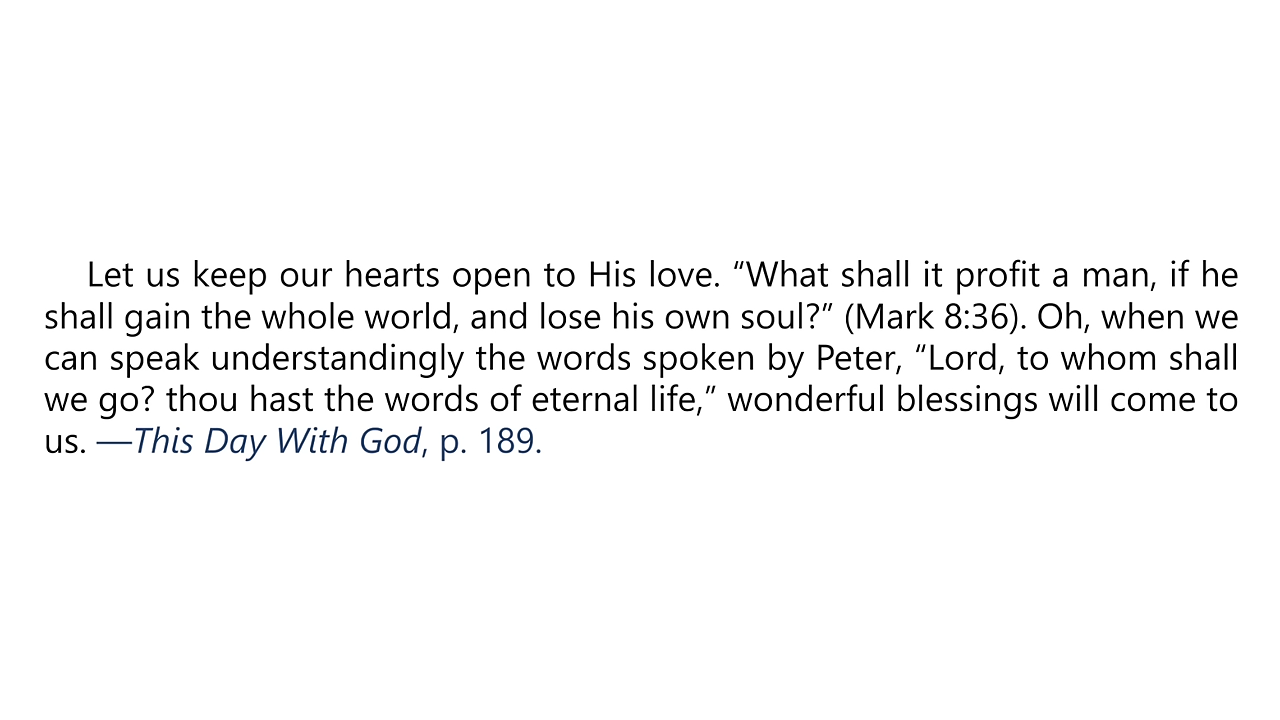 Let us keep our hearts open to His love. “What shall it profit a man, if he
shall gain the whole world, and lose his own soul?” (Mark 8:36). Oh, when we
can speak understandingly the words spoken by Peter, “Lord, to whom shall
we go? thou hast the words of eternal life,” wonderful blessings will come to
us. —This Day With God, p. 189.